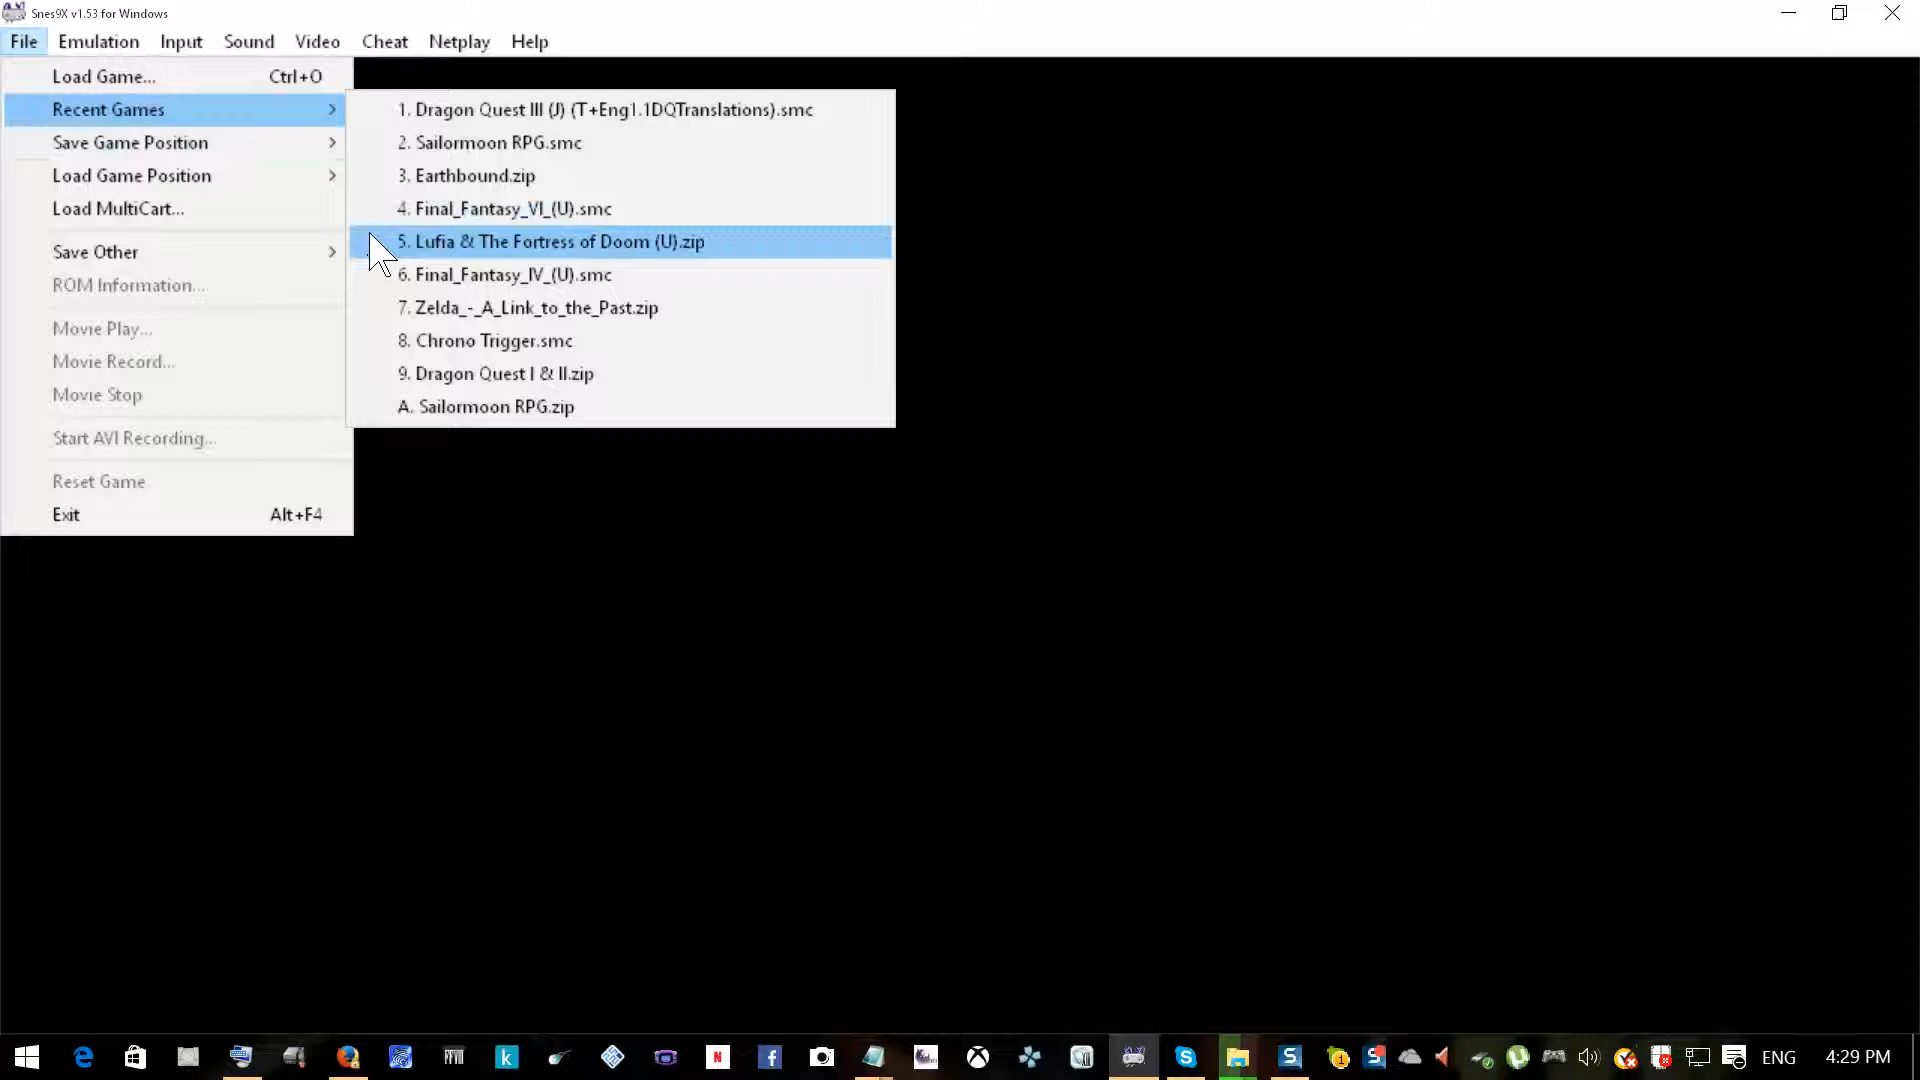 Snes9X v1.53 for Windows
File Emulation Input Sound Video Cheat Netplay Help
Load Game... Ctrl+O
Recent Games
Save Game Position
Load Game Position
Load MultiCart...
Save Other
ROM Information...
Movie Play...
Movie Record...
Movie Stop
Start AVI Recording...
Reset Game
Exit Alt+F4
1. Dragon Quest III (J) (T+Eng1.1DQTranslations).smc
2. Sailormoon RPG.smc
3. Earthbound.zip
4. Final_Fantasy_VI_(U).smc
5. Lufia & The Fortress of Doom (U).zip
6. Final_Fantasy_IV_(U).smc
7. Zelda_-_A_Link_to_the_Past.zip
8. Chrono Trigger.smc
9. Dragon Quest I & II.zip
A. Sailormoon RPG.zip
FFVII k N f S S 1 S ENG 4:29 PM